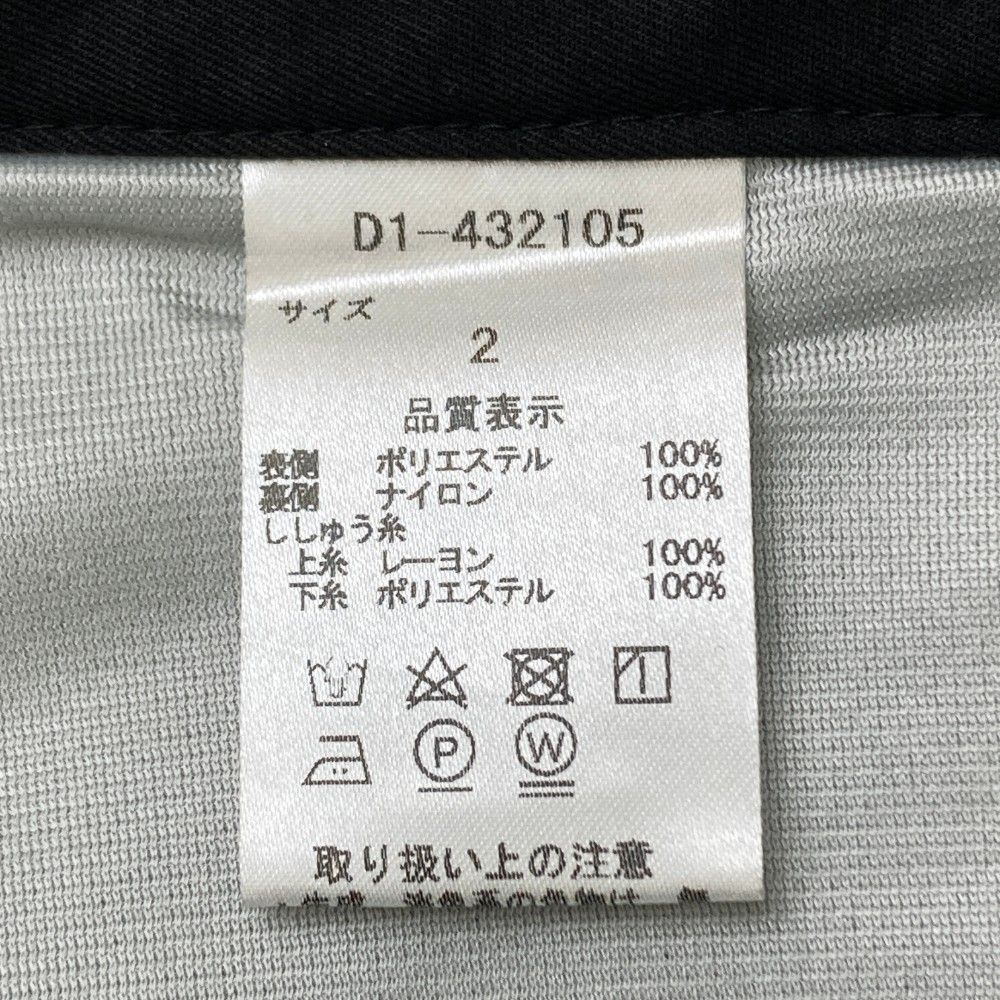 D1-432105
サイズ
2
品質表示
表側 ポリエステル 100%
裏側 ナイロン 100%
ししゅう糸
上糸 レーヨン 100%
下糸 ポリエステル 100%
P W
取り扱い上の注意